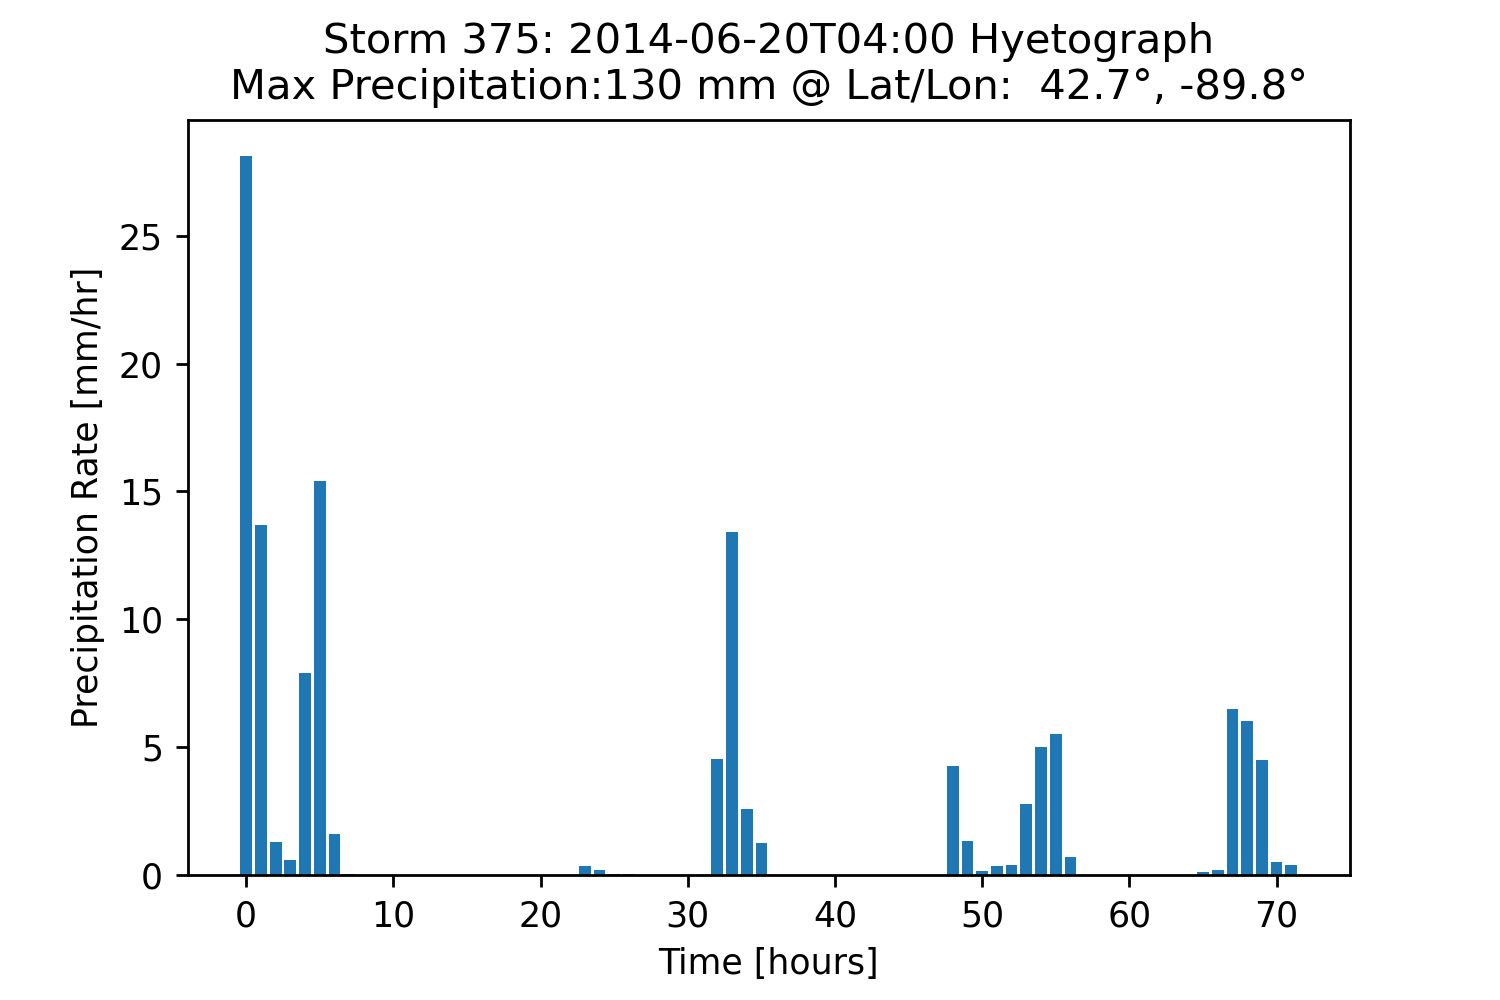 Storm 375: 2014-06-20T04:00 Hyetograph
Max Precipitation:130 mm @ Lat/Lon:  42.7°, -89.8°
Precipitation Rate [mm/hr]
25
20
15
10
5
0
0 10 20 30 40 50 60 70
Time [hours]